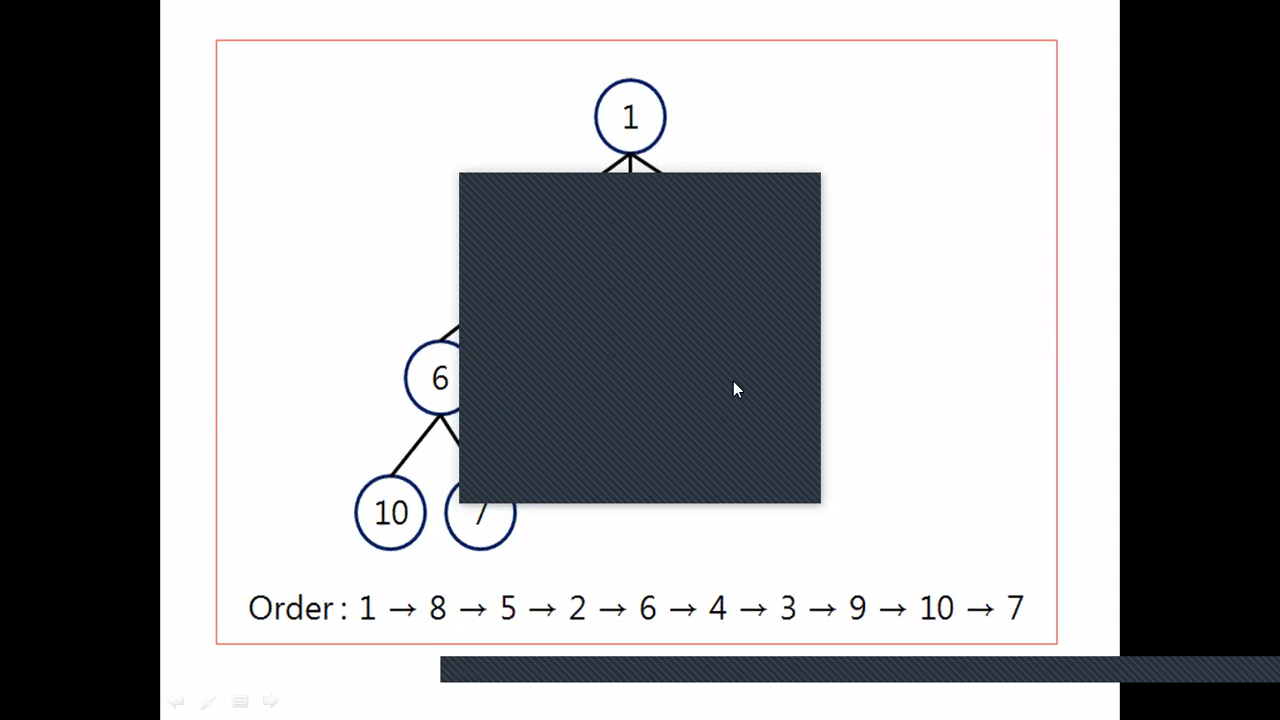 1
6
10 7
Order : 1 → 8 → 5 → 2 → 6 → 4 → 3 → 9 → 10 → 7